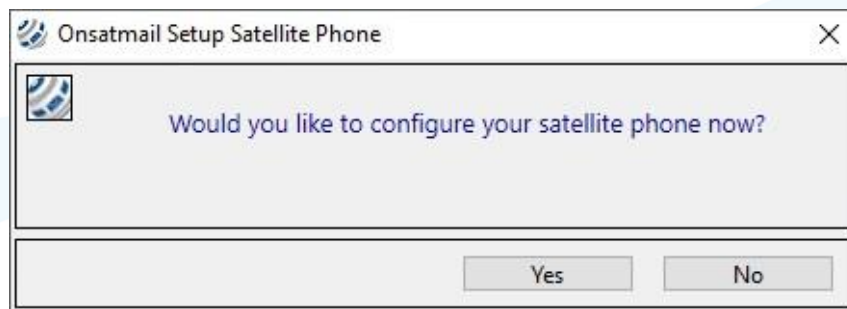 Onsatmail Setup Satellite Phone
Would you like to configure your satellite phone now?
Yes No